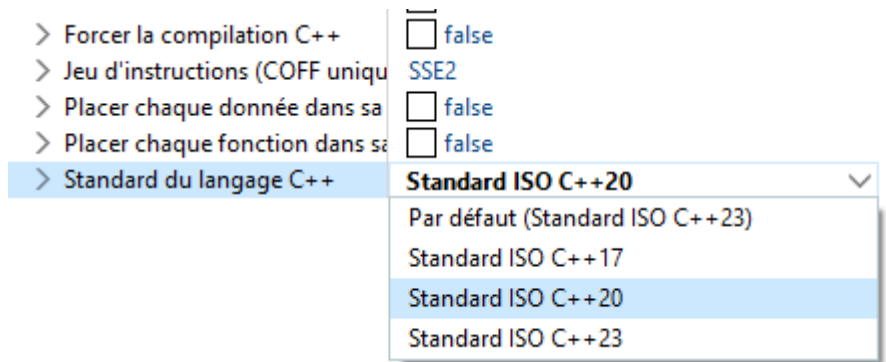 Forcer la compilation C++ false
Jeu d'instructions (COFF uniqu SSE2
Placer chaque donnée dans sa false
Placer chaque fonction dans sa false
Standard du langage C++ Standard ISO C++20
Par défaut (Standard ISO C++23)
Standard ISO C++17
Standard ISO C++20
Standard ISO C++23